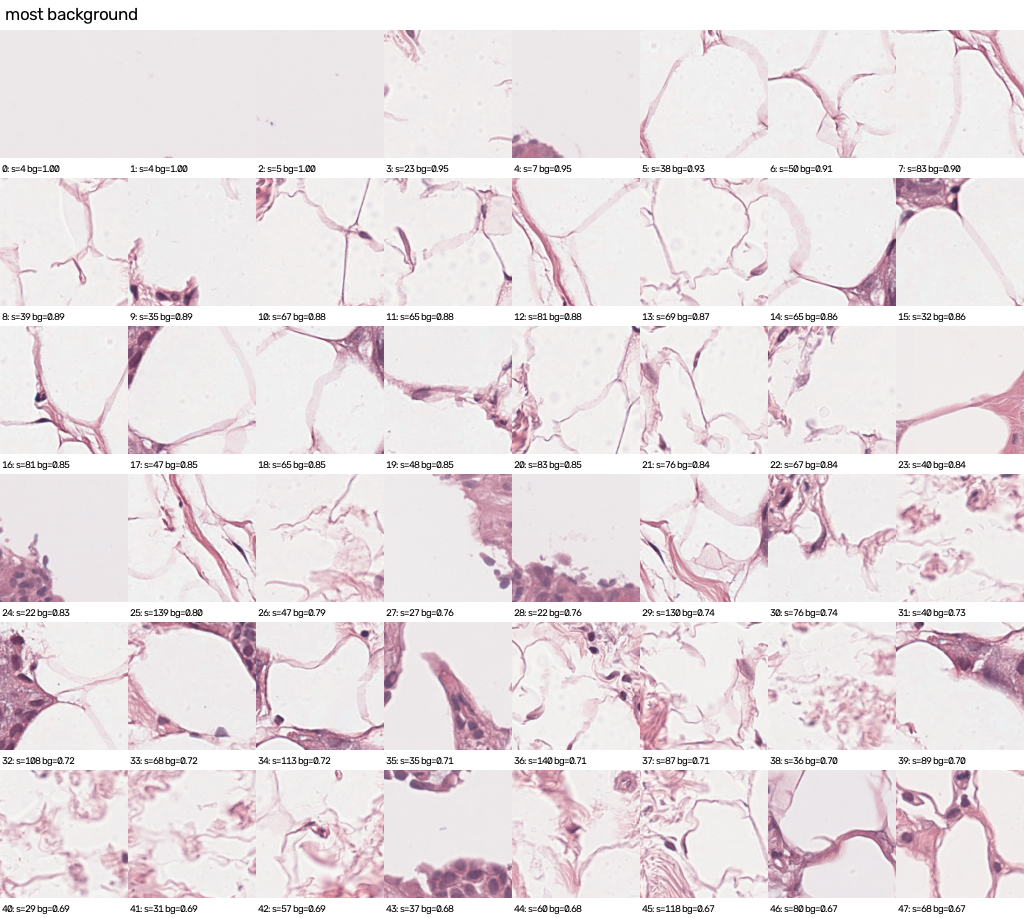 most background
0: s=4 bg=1.00 1: s=4 bg=1.00 2: s=5 bg=1.00 3: s=23 bg=0.95 4: s=7 bg=0.95 5: s=38 bg=0.93 6: s=50 bg=0.91 7: s=83 bg=0.90
8: s=39 bg=0.89 9: s=35 bg=0.89 10: s=67 bg=0.88 11: s=65 bg=0.88 12: s=81 bg=0.88 13: s=69 bg=0.87 14: s=65 bg=0.86 15: s=32 bg=0.86
16: s=81 bg=0.85 17: s=47 bg=0.85 18: s=65 bg=0.85 19: s=48 bg=0.85 20: s=83 bg=0.85 21: s=76 bg=0.84 22: s=67 bg=0.84 23: s=40 bg=0.84
24: s=22 bg=0.83 25: s=139 bg=0.80 26: s=47 bg=0.79 27: s=27 bg=0.76 28: s=22 bg=0.76 29: s=130 bg=0.74 30: s=76 bg=0.74 31: s=40 bg=0.73
32: s=108 bg=0.72 33: s=68 bg=0.72 34: s=113 bg=0.72 35: s=35 bg=0.71 36: s=140 bg=0.71 37: s=87 bg=0.71 38: s=36 bg=0.70 39: s=89 bg=0.70
40: s=29 bg=0.69 41: s=31 bg=0.69 42: s=57 bg=0.69 43: s=37 bg=0.68 44: s=60 bg=0.68 45: s=118 bg=0.67 46: s=80 bg=0.67 47: s=68 bg=0.67